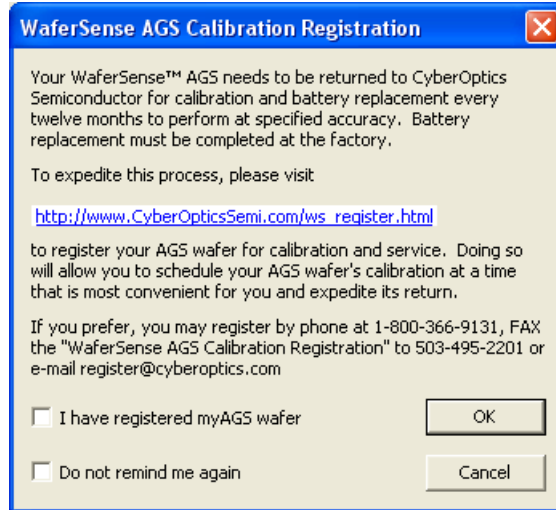 WaferSense AGS Calibration Registration
Your WaferSense™ AGS needs to be returned to CyberOptics
Semiconductor for calibration and battery replacement every
twelve months to perform at specified accuracy.  Battery
replacement must be completed at the factory.
To expedite this process, please visit
http://www.CyberOpticsSemi.com/ws_register.html
to register your AGS wafer for calibration and service.  Doing so
will allow you to schedule your AGS wafer's calibration at a time
that is most convenient for you and expedite its return.
If you prefer, you may register by phone at 1-800-366-9131, FAX
the "WaferSense AGS Calibration Registration" to 503-495-2201 or
e-mail register@cyberoptics.com
I have registered myAGS wafer
OK
Do not remind me again
Cancel